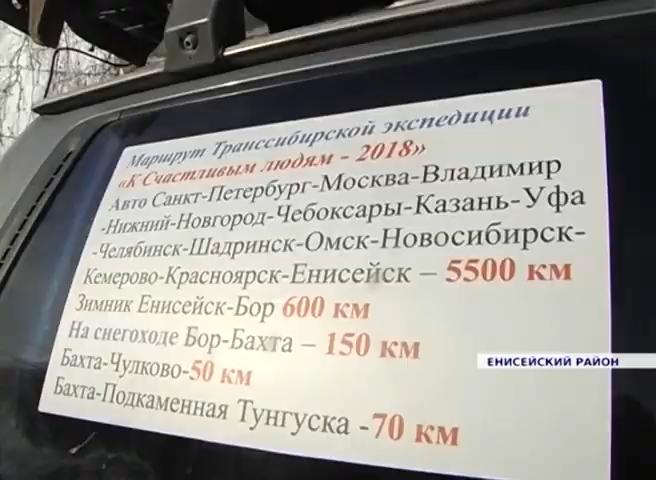 Маршрут Транссибирской экспедиции
«К Счастливым людям - 2018»
Авто Санкт-Петербург-Москва-Владимир
-Нижний-Новгород-Чебоксары-Казань-Уфа
-Челябинск-Шадринск-Омск-Новосибирск-
Кемерово-Красноярск-Енисейск – 5500 км
Зимник Енисейск-Бор 600 км
На снегоходе Бор-Бахта – 150 км
Бахта-Чулково-50 км
Бахта-Подкаменная Тунгуска -70 км
ЕНИСЕЙСКИЙ РАЙОН